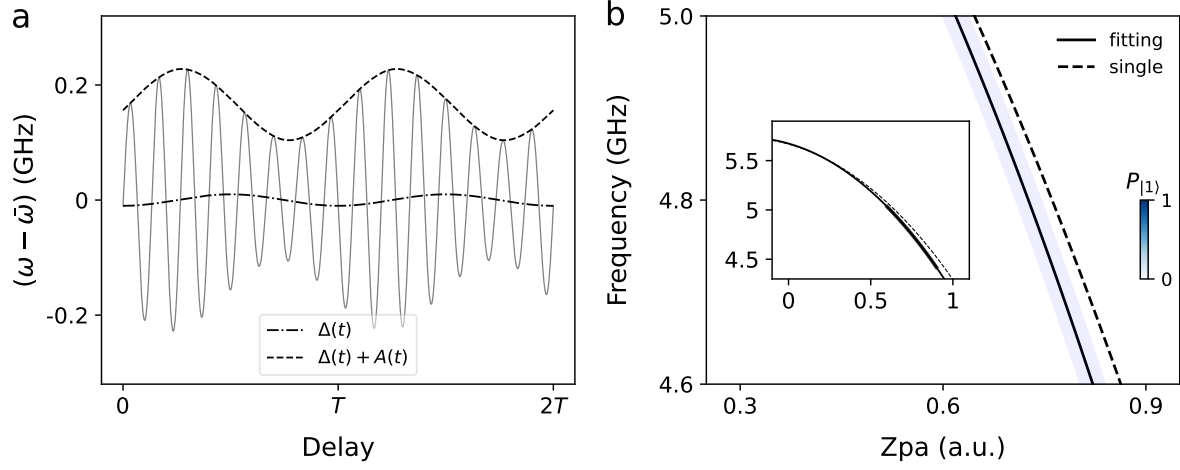 a
0.2
0
-0.2
(ω − ω̄) (GHz)
Δ(t)
Δ(t) + A(t)
0
T
2T
Delay
b
5.0
4.8
4.6
Frequency (GHz)
fitting
single
5.5
5
4.5
0
0.5
1
P|1⟩
1
0
0.3
0.6
0.9
Zpa (a.u.)